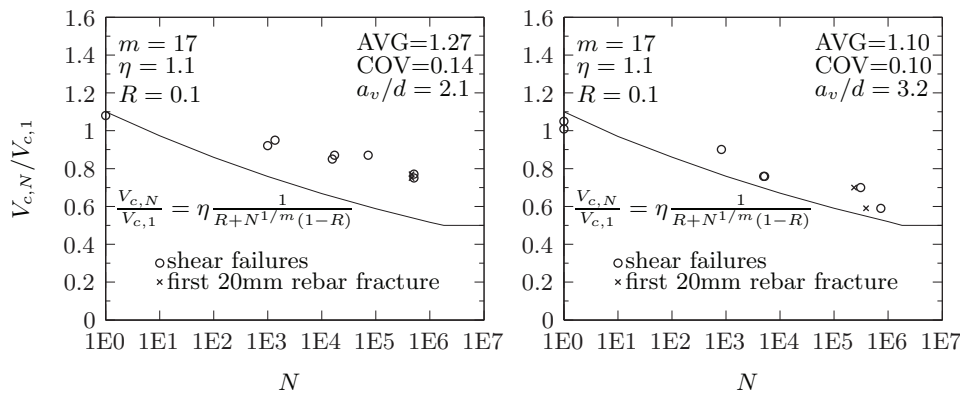 1.6
1.4
1.2
1
0.8
0.6
0.4
0.2
0
V_{c,N}/V_{c,1}
m = 17
η = 1.1
R = 0.1
AVG=1.27
COV=0.14
a_v/d = 2.1
\frac{V_{c,N}}{V_{c,1}} = η\frac{1}{R+N^{1/m}(1−R)}
shear failures
first 20mm rebar fracture
1E0 1E1 1E2 1E3 1E4 1E5 1E6 1E7
N
1.6
1.4
1.2
1
0.8
0.6
0.4
0.2
0
m = 17
η = 1.1
R = 0.1
AVG=1.10
COV=0.10
a_v/d = 3.2
\frac{V_{c,N}}{V_{c,1}} = η\frac{1}{R+N^{1/m}(1−R)}
shear failures
first 20mm rebar fracture
1E0 1E1 1E2 1E3 1E4 1E5 1E6 1E7
N